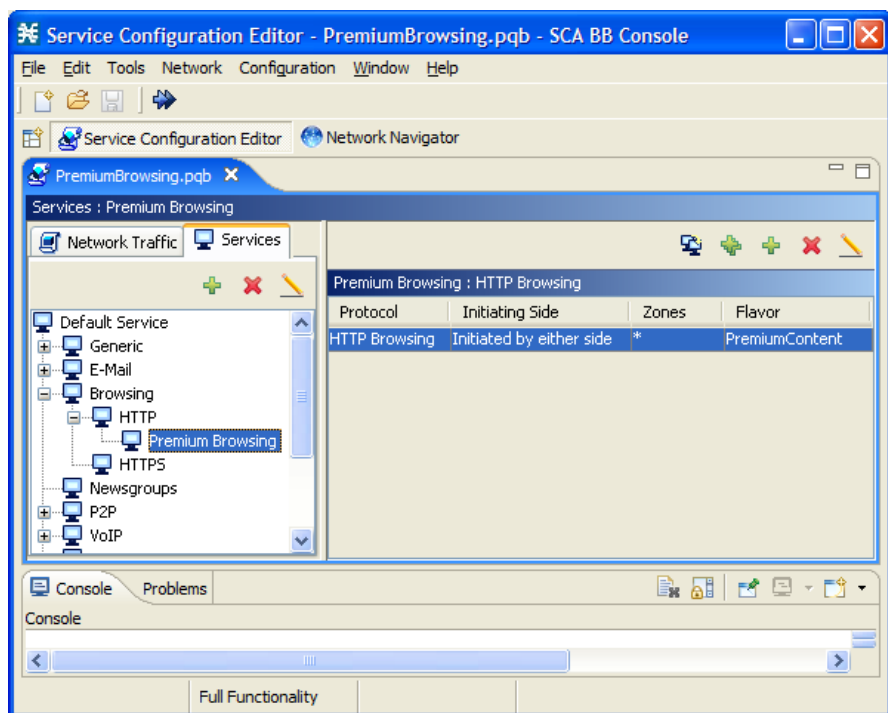 Service Configuration Editor - PremiumBrowsing.pqb - SCA BB Console
File Edit Tools Network Configuration Window Help
Service Configuration Editor Network Navigator
PremiumBrowsing.pqb
Services : Premium Browsing
Network Traffic Services
Premium Browsing : HTTP Browsing
Protocol Initiating Side Zones Flavor
HTTP Browsing Initiated by either side * PremiumContent
Default Service
Generic
E-Mail
Browsing
HTTP
Premium Browsing
HTTPS
Newsgroups
P2P
VoIP
Console Problems
Console
Full Functionality